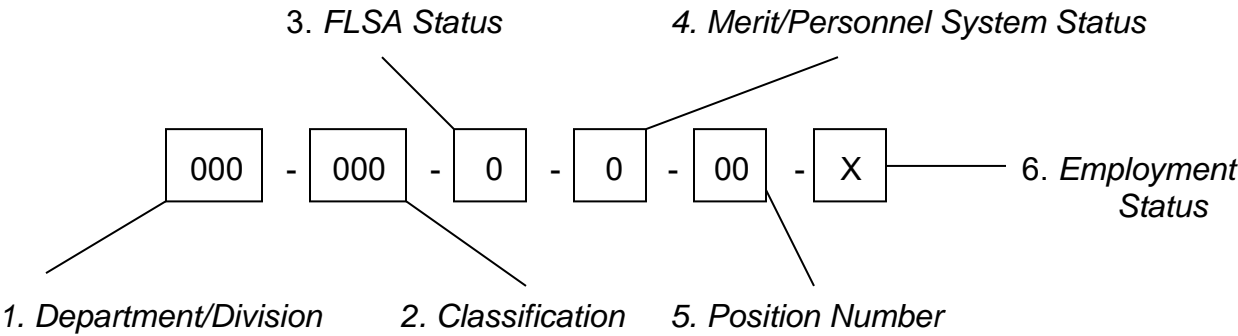 3. FLSA Status 4. Merit/Personnel System Status
000 - 000 - 0 - 0 - 00 - X 6. Employment
Status
1. Department/Division 2. Classification 5. Position Number